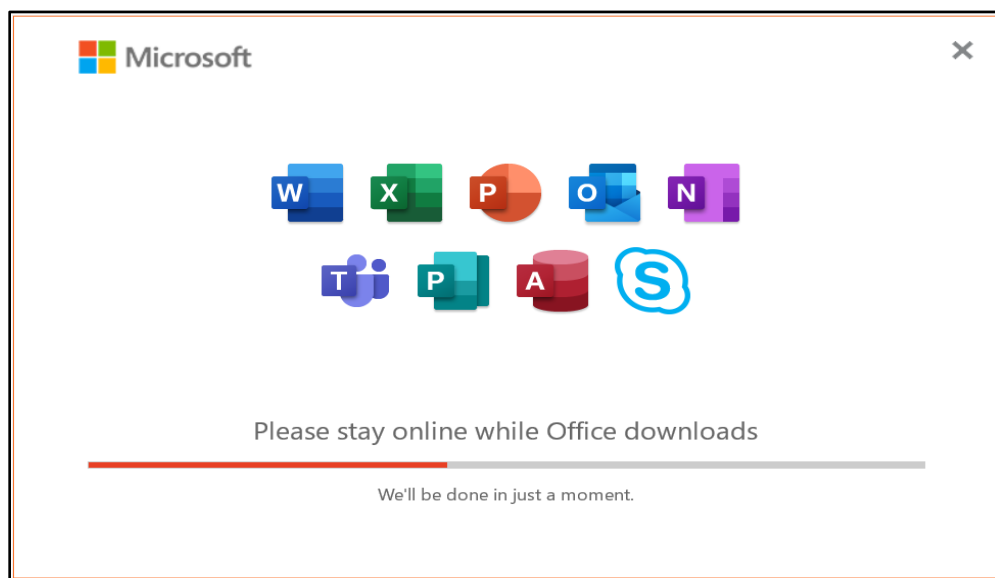 Microsoft
W X P O N
T P A S
Please stay online while Office downloads
We'll be done in just a moment.